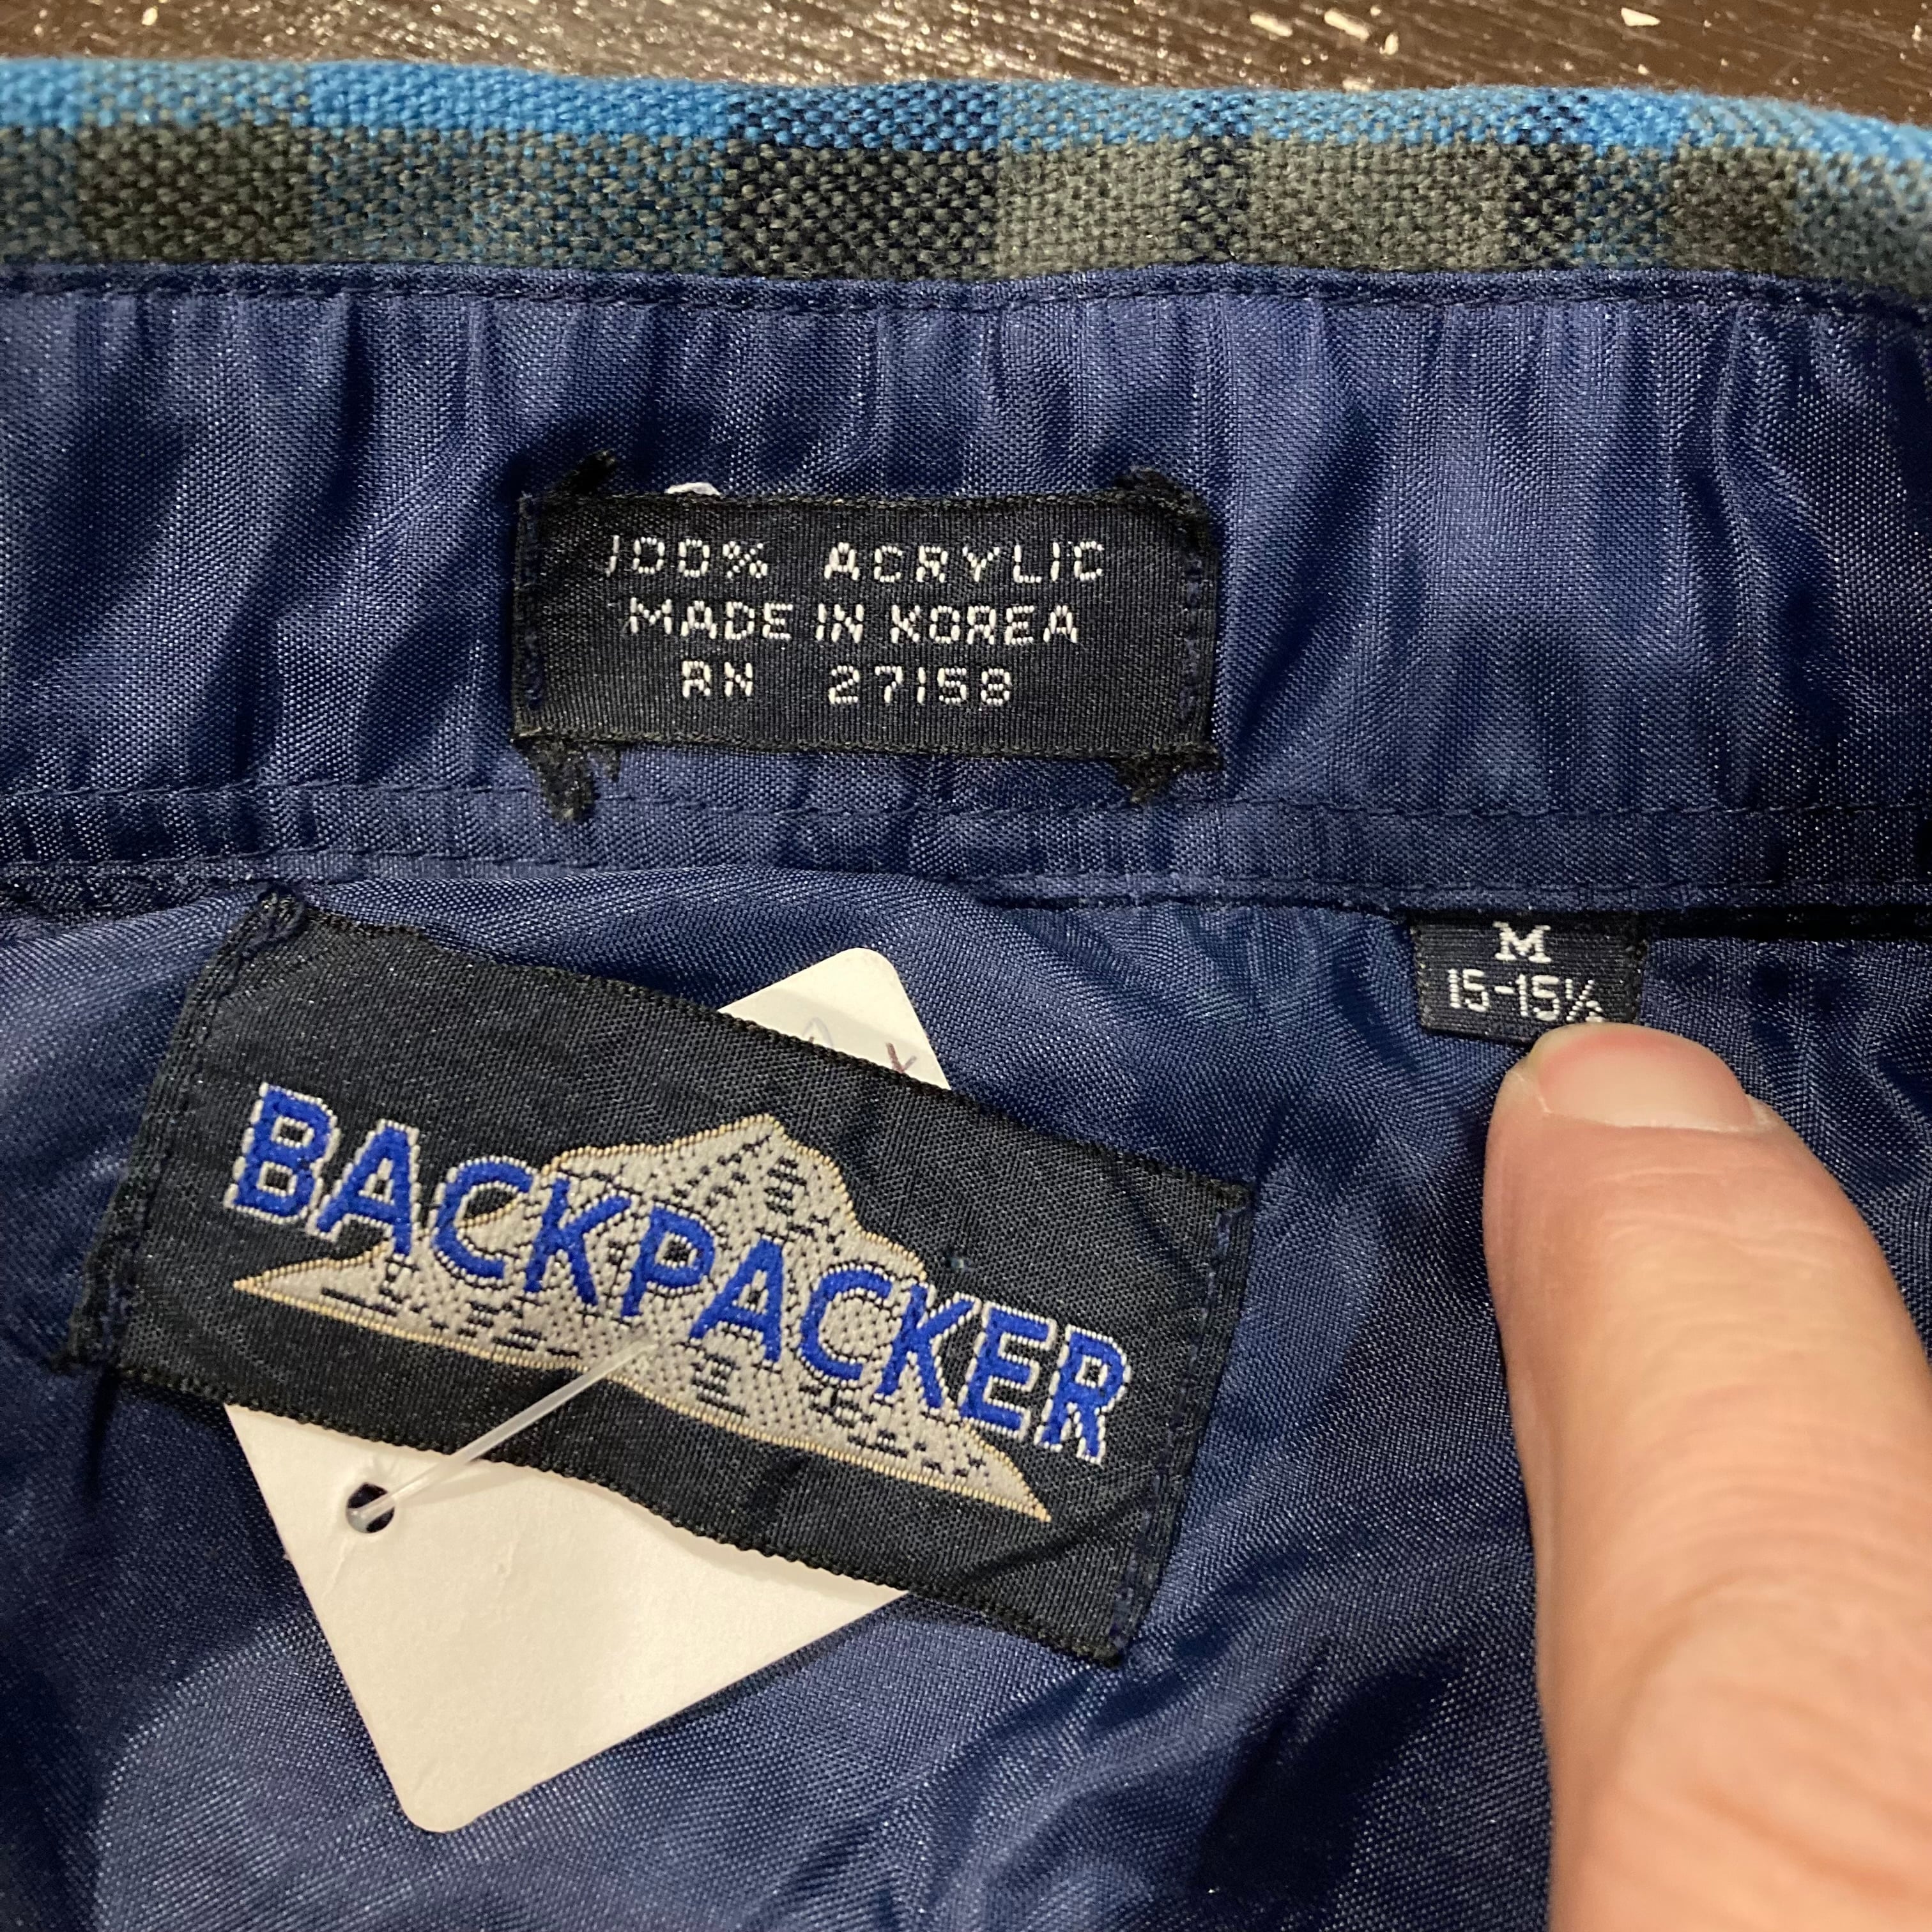 100% ACRYLIC
MADE IN KOREA
RN 27158
M
15-15½
BACKPACKER